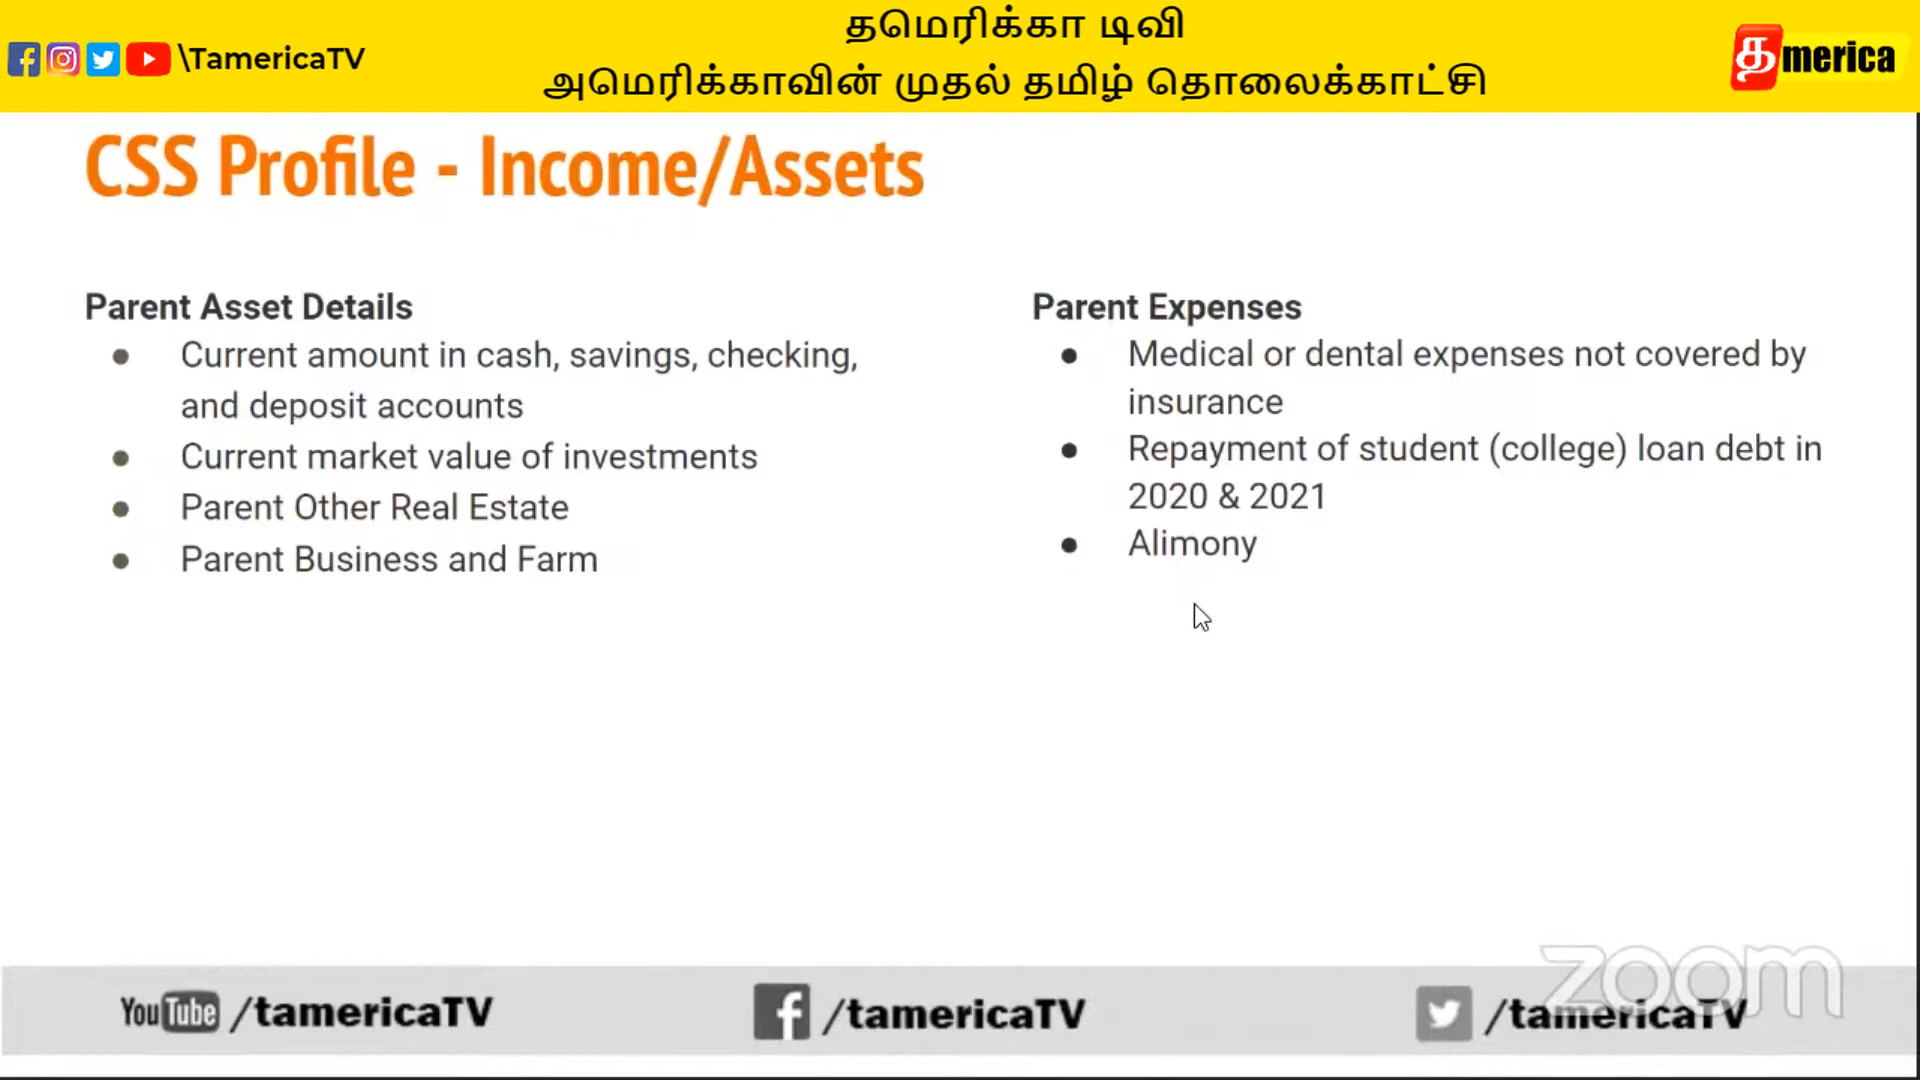 \TamericaTV
தமெரிக்கா டிவி
அமெரிக்காவின் முதல் தமிழ் தொலைக்காட்சி
தmerica
CSS Profile - Income/Assets
Parent Asset Details
● Current amount in cash, savings, checking,
and deposit accounts
● Current market value of investments
● Parent Other Real Estate
● Parent Business and Farm
Parent Expenses
● Medical or dental expenses not covered by
insurance
● Repayment of student (college) loan debt in
2020 & 2021
● Alimony
zoom
YouTube /tamericaTV
/tamericaTV
/tamericaTV